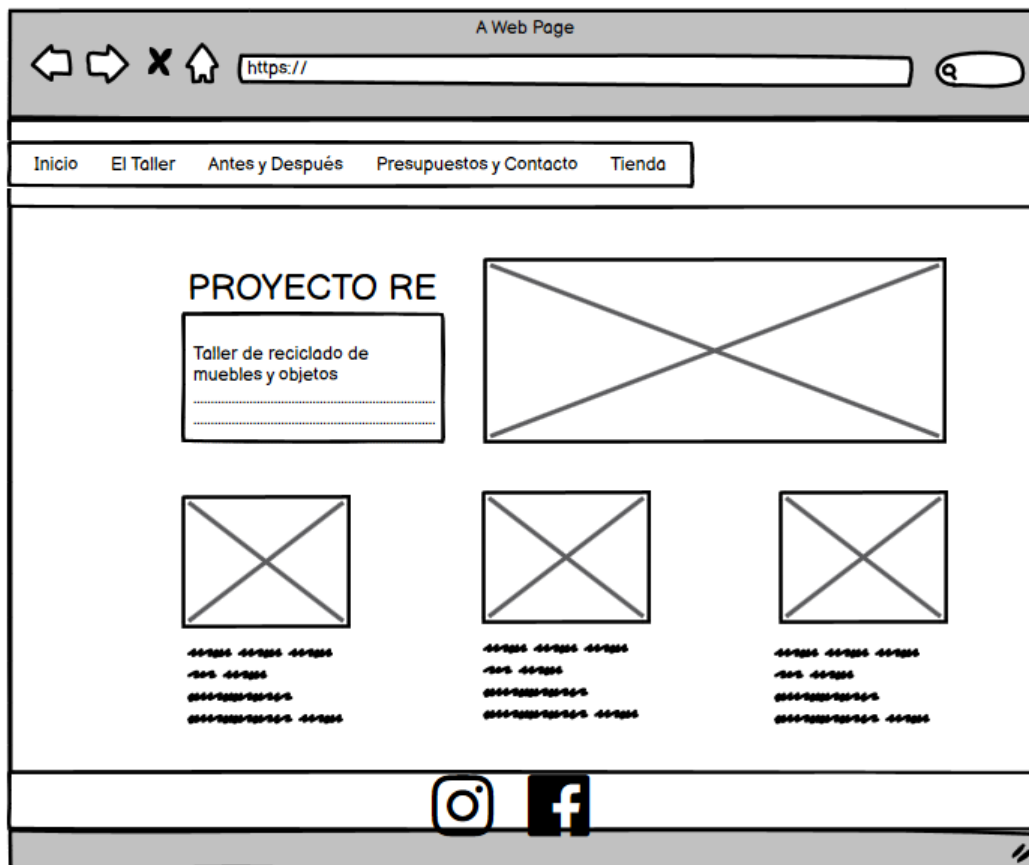 A Web Page
https://
Inicio El Taller Antes y Después Presupuestos y Contacto Tienda
PROYECTO RE
Taller de reciclado de
muebles y objetos